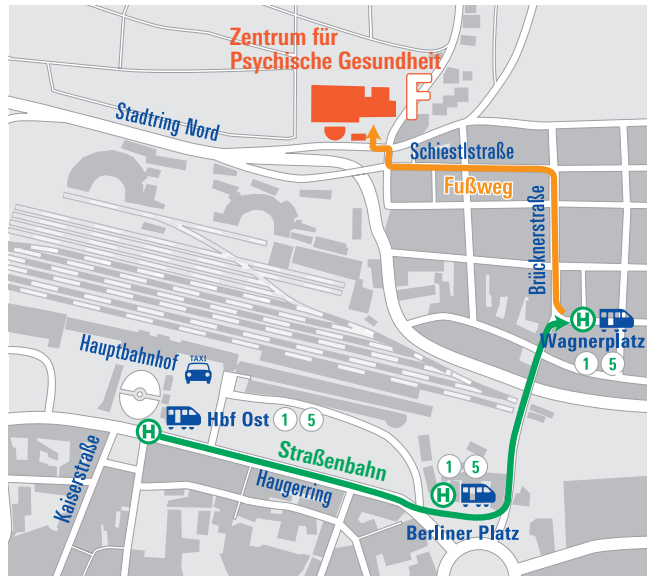 Zentrum für
Psychische Gesundheit
F
Stadtring Nord
Schiestlstraße
Fußweg
Brücknerstraße
H
Wagnerplatz
1 5
Hauptbahnhof
TAXI
H
Hbf Ost 1 5
Straßenbahn
Kaiserstraße
Haugerring
1 5
H
Berliner Platz